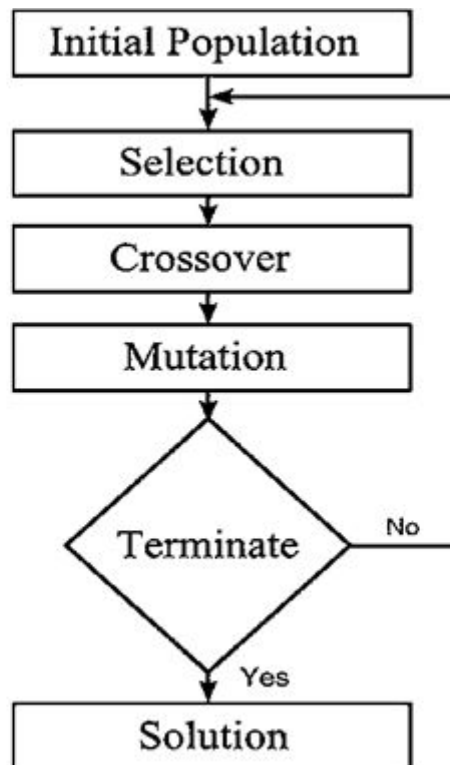 Initial Population
Selection
Crossover
Mutation
Terminate
No
Yes
Solution